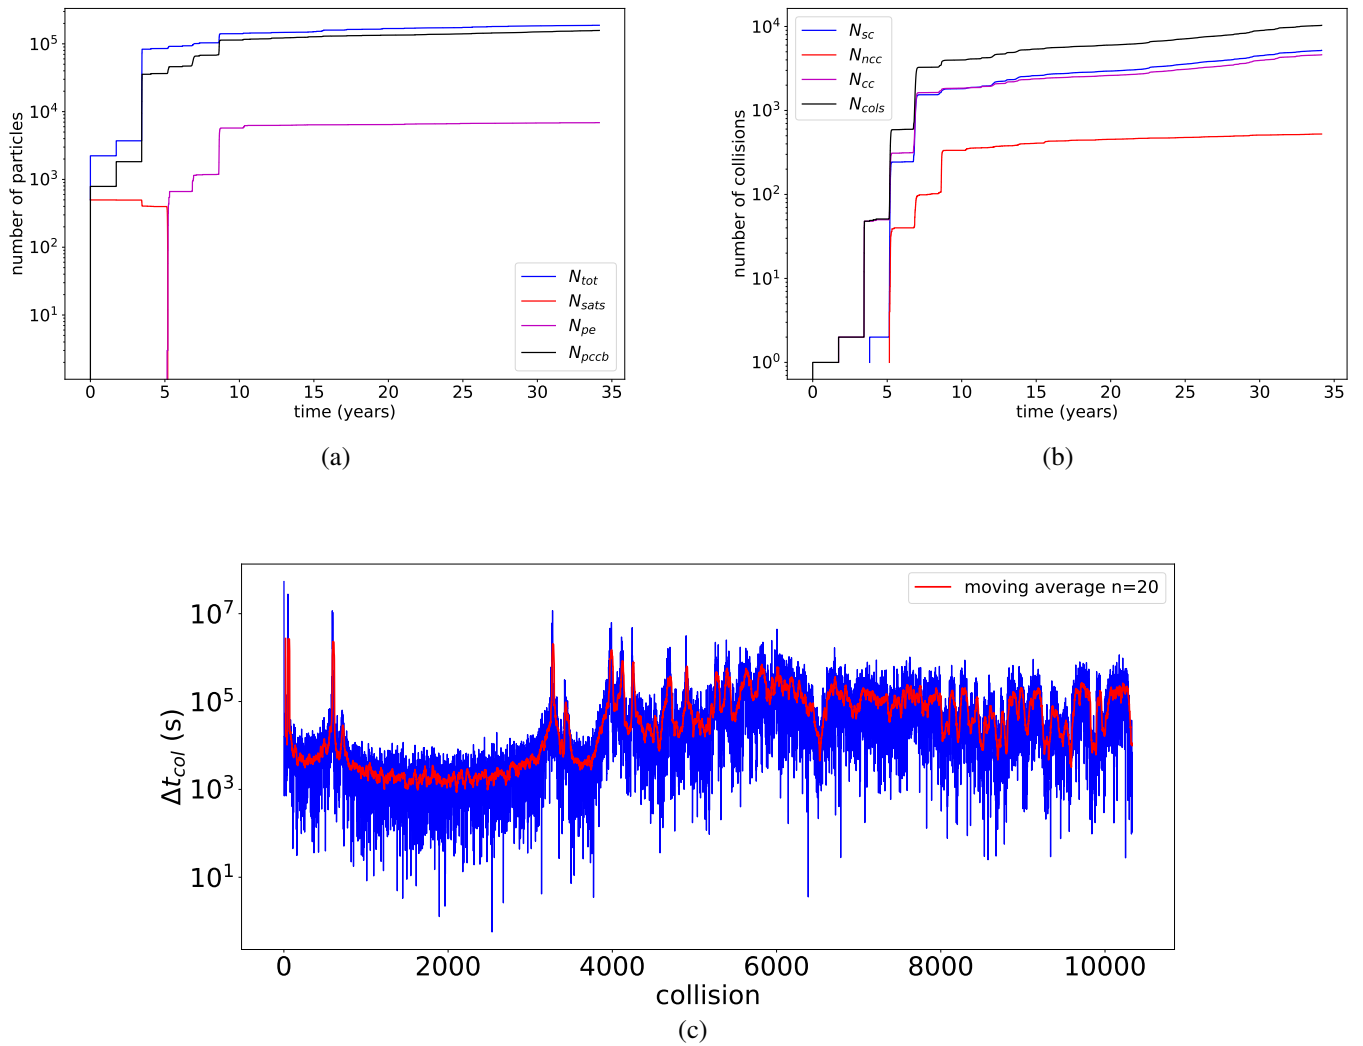 number of particles
10^5
10^4
10^3
10^2
10^1
N_tot
N_sats
N_pe
N_pccb
0 5 10 15 20 25 30 35
time (years)
(a)
number of collisions
10^4
10^3
10^2
10^1
10^0
N_sc
N_ncc
N_cc
N_cols
0 5 10 15 20 25 30 35
time (years)
(b)
Δt_col (s)
10^7
10^5
10^3
10^1
moving average n=20
0 2000 4000 6000 8000 10000
collision
(c)